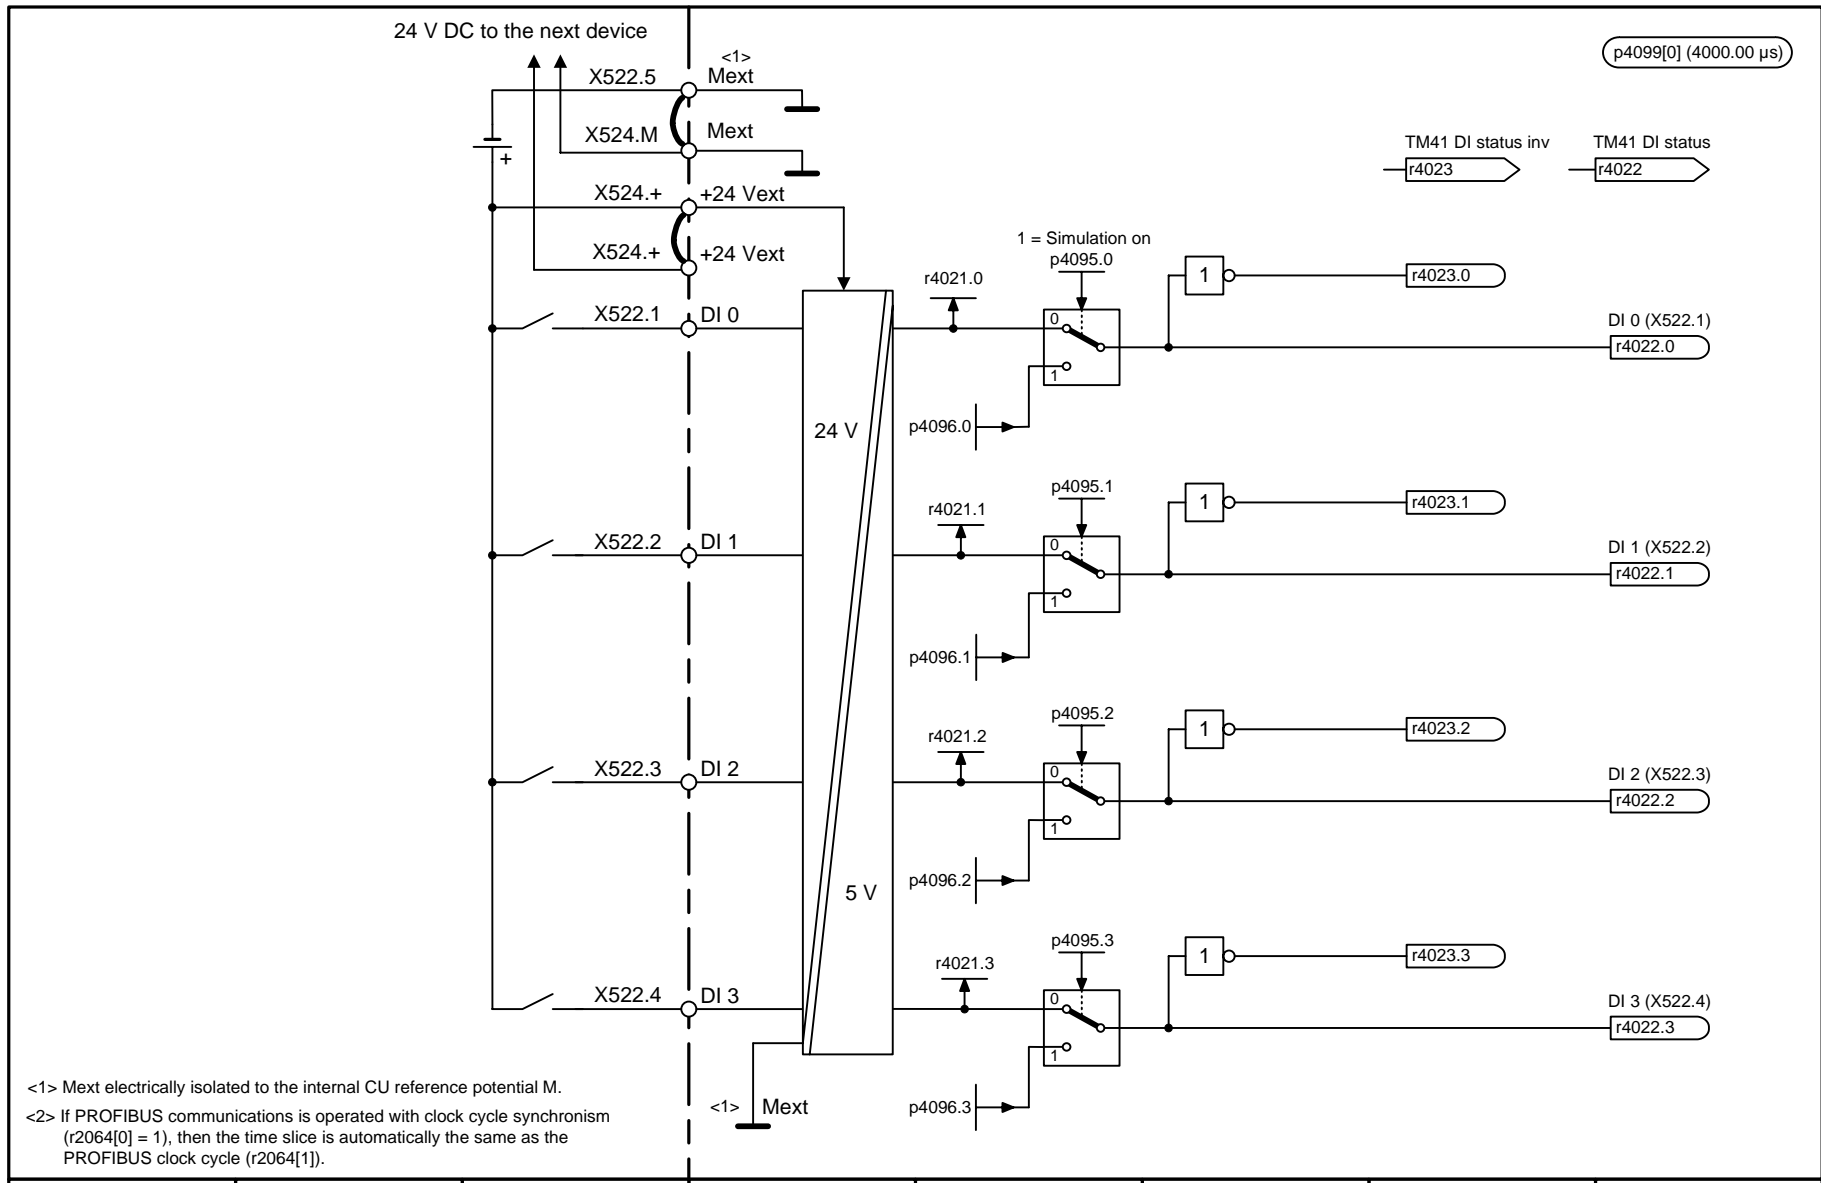 24 V DC to the next device
<1>
p4099[0] (4000.00 µs)
X522.5
Mext
X524.M
Mext
+
TM41 DI status inv
TM41 DI status
r4023
r4022
X524.+
+24 Vext
X524.+
+24 Vext
1 = Simulation on
p4095.0
r4021.0
1
r4023.0
X522.1
DI 0
0
1
DI 0 (X522.1)
r4022.0
24 V
p4096.0
p4095.1
r4021.1
1
r4023.1
X522.2
DI 1
0
1
DI 1 (X522.2)
r4022.1
p4096.1
p4095.2
r4021.2
1
r4023.2
X522.3
DI 2
0
1
DI 2 (X522.3)
r4022.2
p4096.2
5 V
p4095.3
r4021.3
1
r4023.3
X522.4
DI 3
0
1
DI 3 (X522.4)
r4022.3
p4096.3
<1>
Mext
<1> Mext electrically isolated to the internal CU reference potential M.
<2> If PROFIBUS communications is operated with clock cycle synchronism
(r2064[0] = 1), then the time slice is automatically the same as the
PROFIBUS clock cycle (r2064[1]).